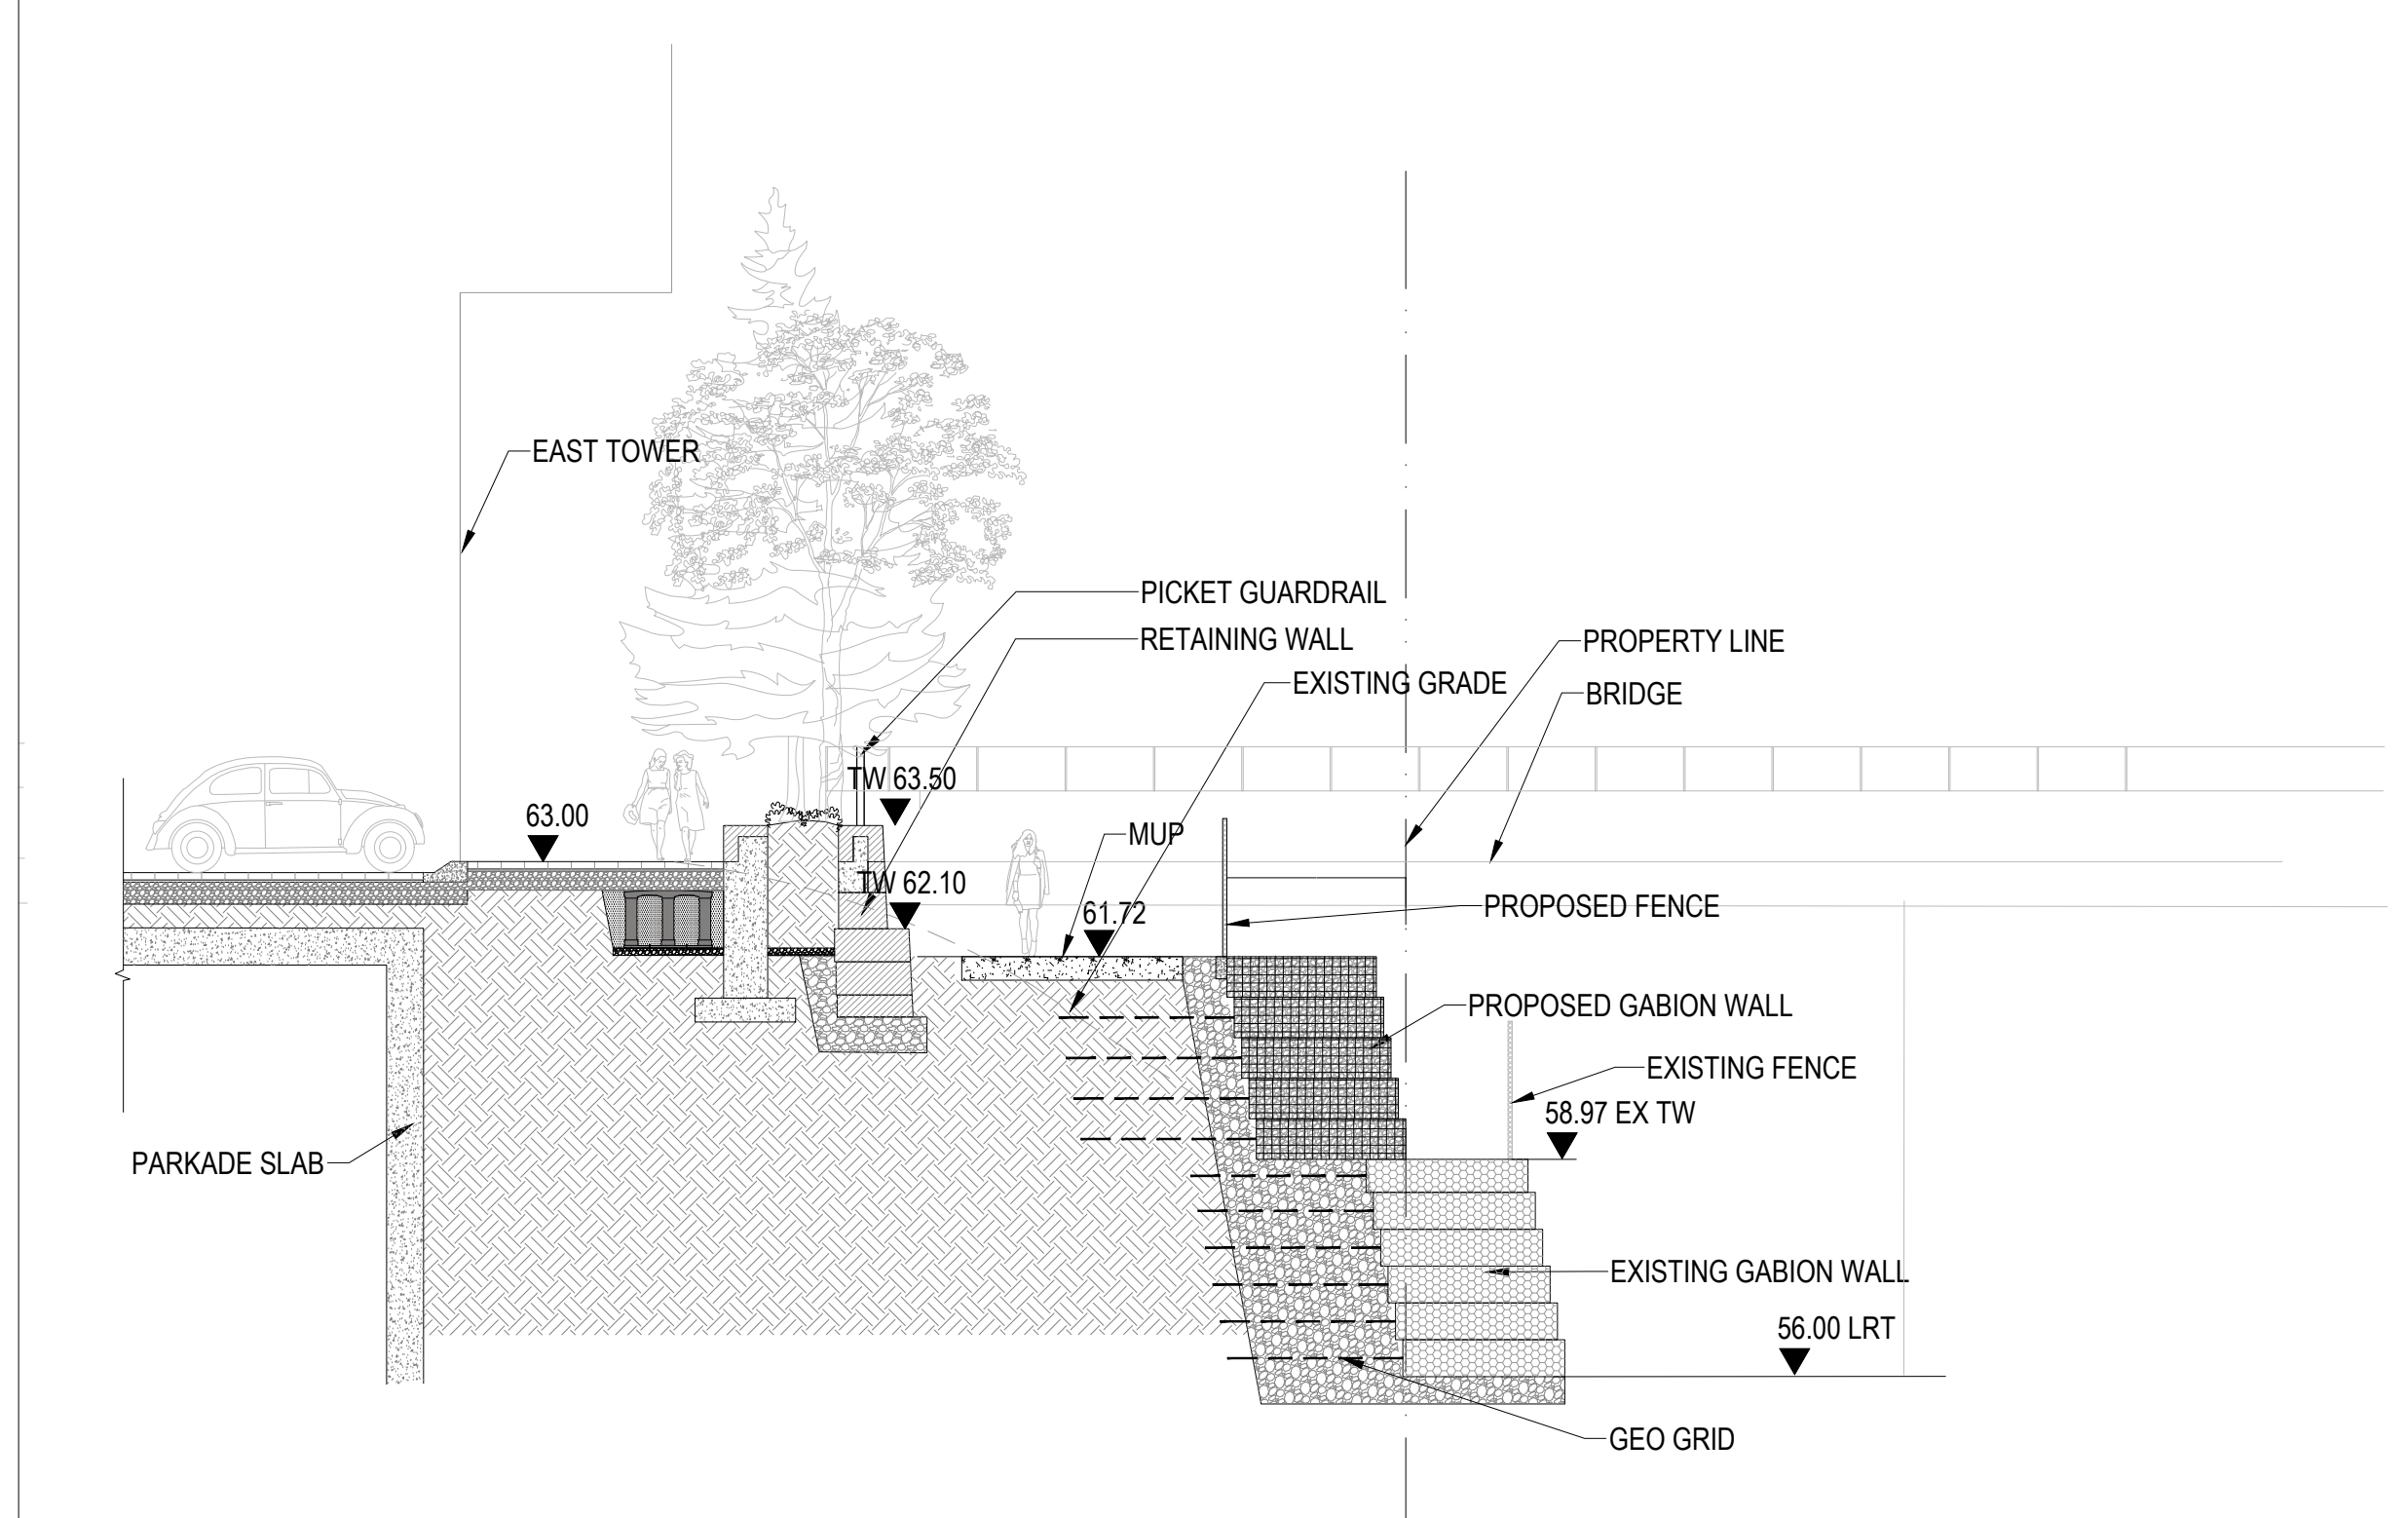 EAST TOWER
PICKET GUARDRAIL
RETAINING WALL
PROPERTY LINE
EXISTING GRADE
BRIDGE
TW 63.50
63.00
MUP
TW 62.10
61.72
PROPOSED FENCE
PROPOSED GABION WALL
EXISTING FENCE
58.97 EX TW
PARKADE SLAB
EXISTING GABION WALL
56.00 LRT
GEO GRID